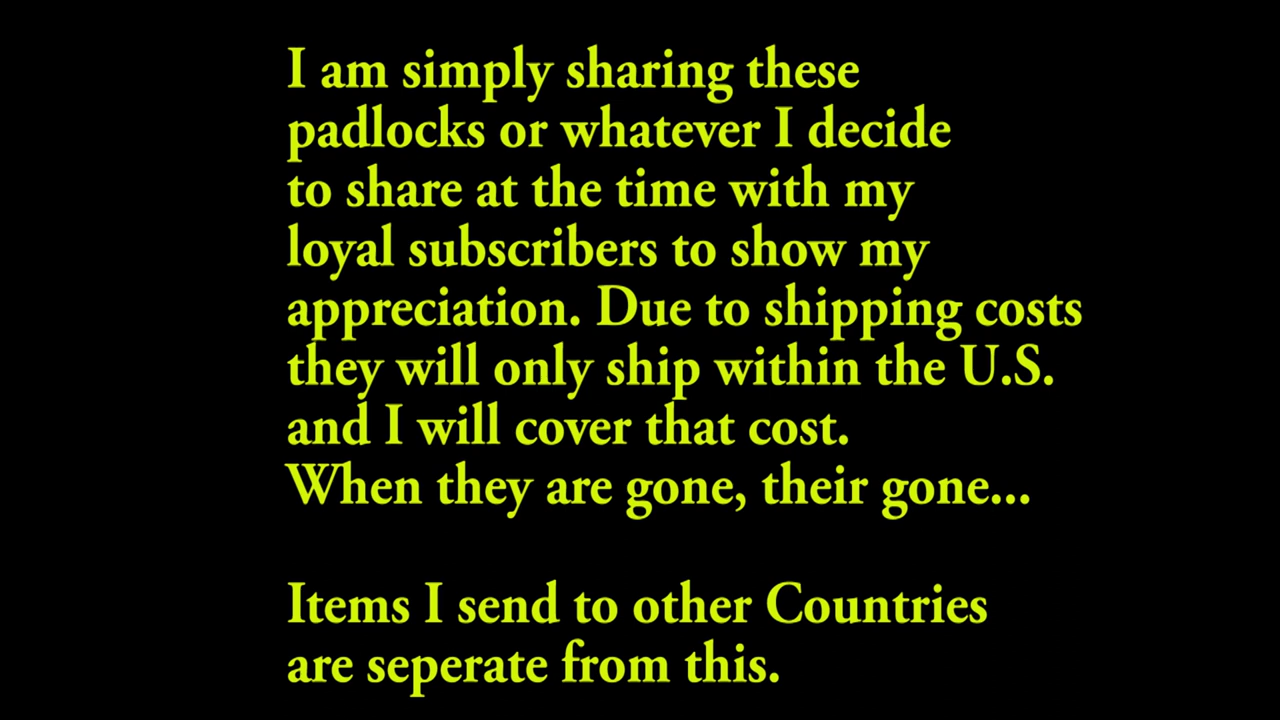 I am simply sharing these
padlocks or whatever I decide
to share at the time with my
loyal subscribers to show my
appreciation. Due to shipping costs
they will only ship within the U.S.
and I will cover that cost.
When they are gone, their gone...
Items I send to other Countries
are seperate from this.